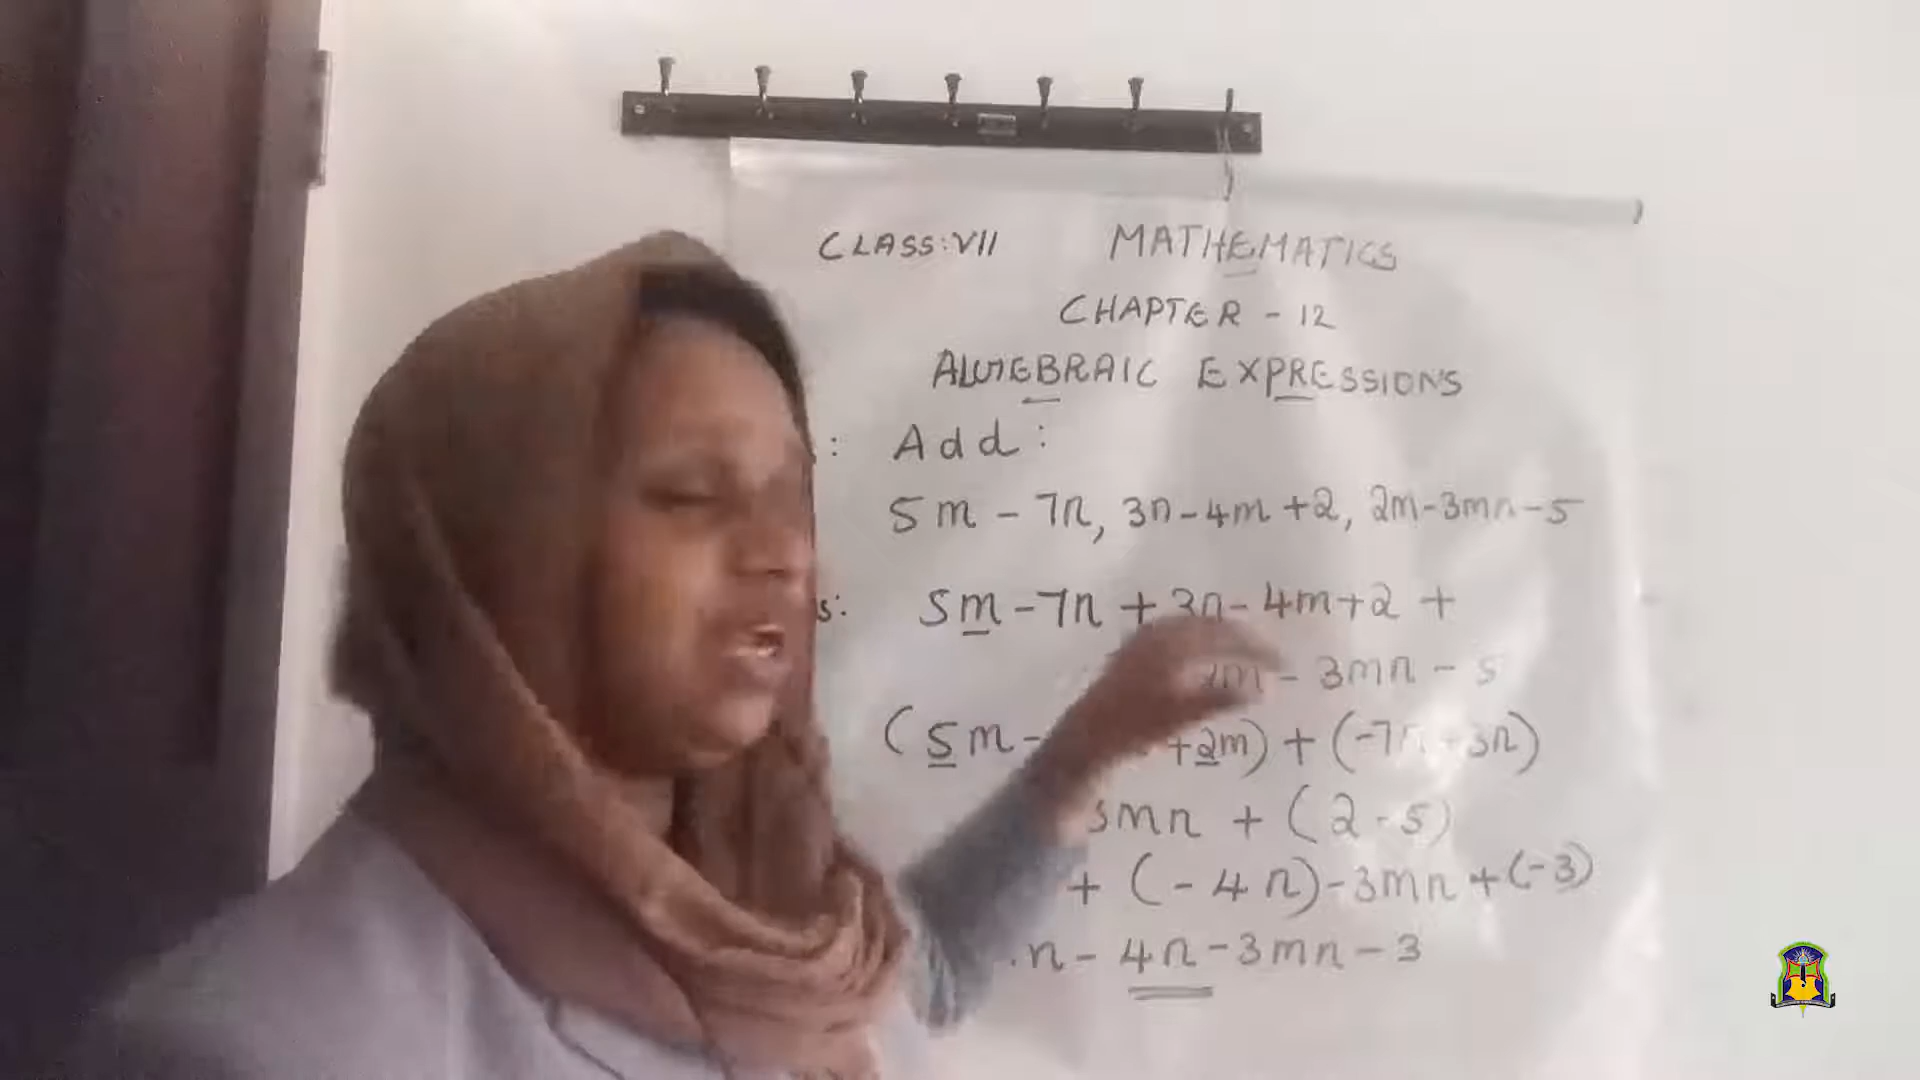 CLASS:VII MATHEMATICS
CHAPTER - 12
ALGEBRAIC EXPRESSIONS
: Add:
5m - 7n, 3n - 4m + 2, 2m - 3mn - 5
s: 5m - 7n + 3n - 4m + 2 +
2m - 3mn - 5
(5m - + 2m) + (-7n + 3n)
3mn + (2 - 5)
+ (- 4n) - 3mn + (-3)
- 4n - 3mn - 3